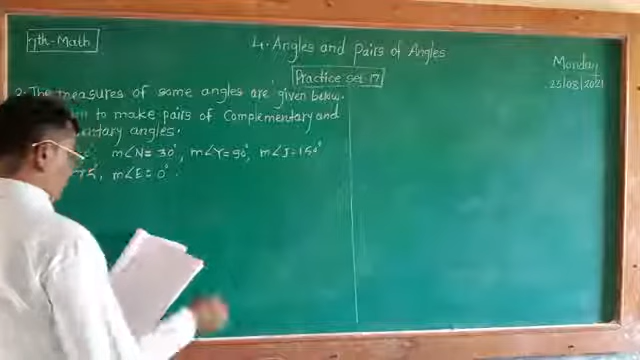 7th-Math
4. Angles and Pairs of Angles
Monday
25/08/2021
Practice set-17
2. The measures of some angles are given below.
to make pairs of Complementary and
angles.
m∠N = 30°, m∠Y = 90°, m∠J = 150°
m∠E = 0°.